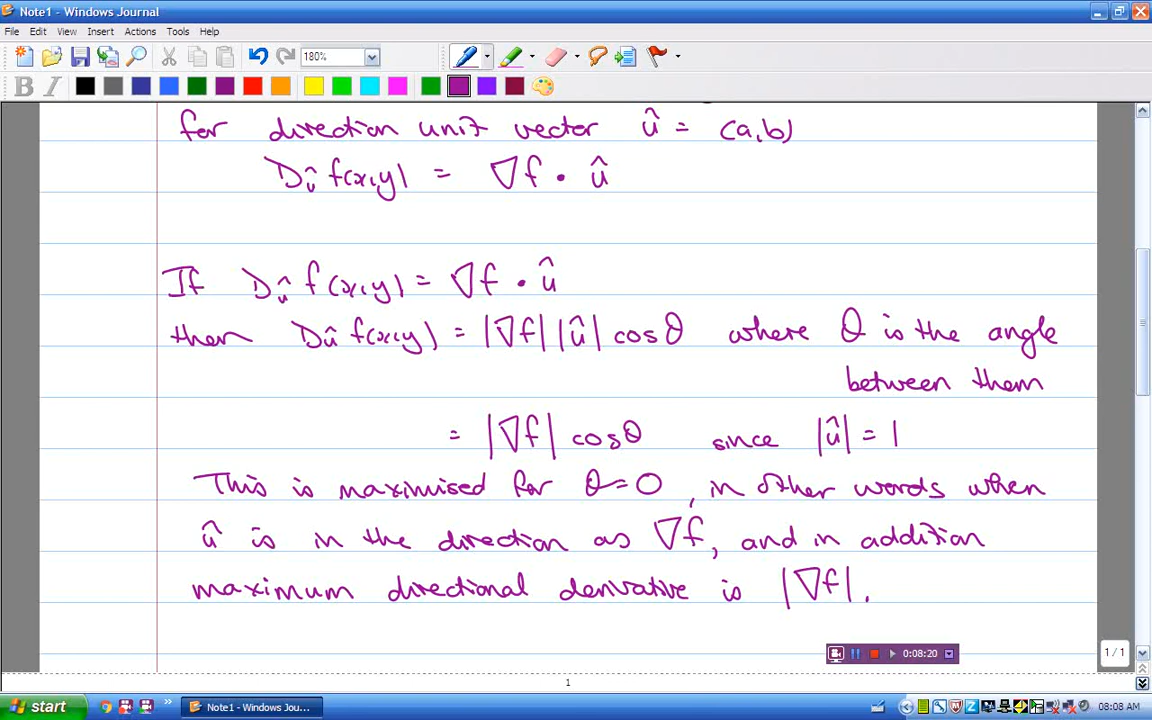 Note1 - Windows Journal
File Edit View Insert Actions Tools Help
180%
B I
for direction unit vector û = (a,b)
Dû f(x,y) = ∇f • û
If Dû f(x,y) = ∇f • û
then Dû f(x,y) = |∇f| |û| cosθ where θ is the angle
between them
= |∇f| cosθ since |û| = 1
This is maximised for θ=0, in other words when
û is in the direction as ∇f, and in addition
maximum directional derivative is |∇f|.
0:08:20
1 / 1
1
start Note1 - Windows Jou... 08:08 AM